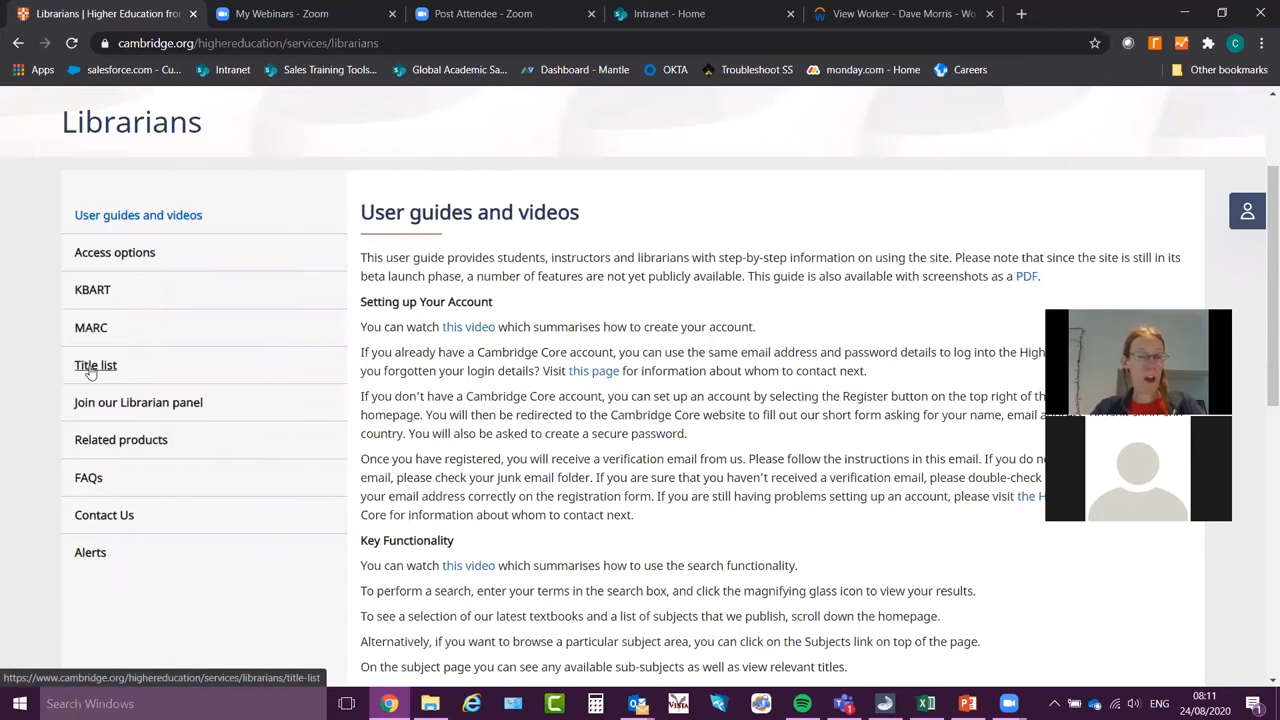 Librarians | Higher Education fro
My Webinars - Zoom
Post Attendee - Zoom
Intranet - Home
View Worker - Dave Morris - Wo
cambridge.org/highereducation/services/librarians
Apps
salesforce.com - Cu...
Intranet
Sales Training Tools...
Global Academic Sa...
Dashboard - Mantle
OKTA
Troubleshoot SS
monday.com - Home
Careers
Other bookmarks
Librarians
User guides and videos
Access options
KBART
MARC
Title list
Join our Librarian panel
Related products
FAQs
Contact Us
Alerts
User guides and videos
This user guide provides students, instructors and librarians with step-by-step information on using the site. Please note that since the site is still in its
beta launch phase, a number of features are not yet publicly available. This guide is also available with screenshots as a PDF.
Setting up Your Account
You can watch this video which summarises how to create your account.
If you already have a Cambridge Core account, you can use the same email address and password details to log into the High
you forgotten your login details? Visit this page for information about whom to contact next.
If you don't have a Cambridge Core account, you can set up an account by selecting the Register button on the top right of th
homepage. You will then be redirected to the Cambridge Core website to fill out our short form asking for your name, email
country. You will also be asked to create a secure password.
Once you have registered, you will receive a verification email from us. Please follow the instructions in this email. If you do no
email, please check your junk email folder. If you are sure that you haven't received a verification email, please double-check
your email address correctly on the registration form. If you are still having problems setting up an account, please visit the H
Core for information about whom to contact next.
Key Functionality
You can watch this video which summarises how to use the search functionality.
To perform a search, enter your terms in the search box, and click the magnifying glass icon to view your results.
To see a selection of our latest textbooks and a list of subjects that we publish, scroll down the homepage.
Alternatively, if you want to browse a particular subject area, you can click on the Subjects link on top of the page.
On the subject page you can see any available sub-subjects as well as view relevant titles.
https://www.cambridge.org/highereducation/services/librarians/title-list
Search Windows
ENG
08:11
24/08/2020